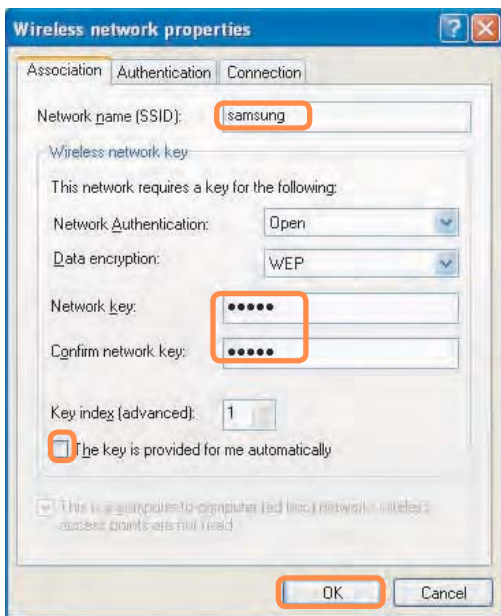 Wireless network properties
Association Authentication Connection
Network name (SSID): samsung
Wireless network key
This network requires a key for the following:
Network Authentication: Open
Data encryption: WEP
Network key: •••••
Confirm network key: •••••
Key index (advanced): 1
The key is provided for me automatically
This is a computer-to-computer (ad hoc) network; wireless
access points are not used
OK Cancel